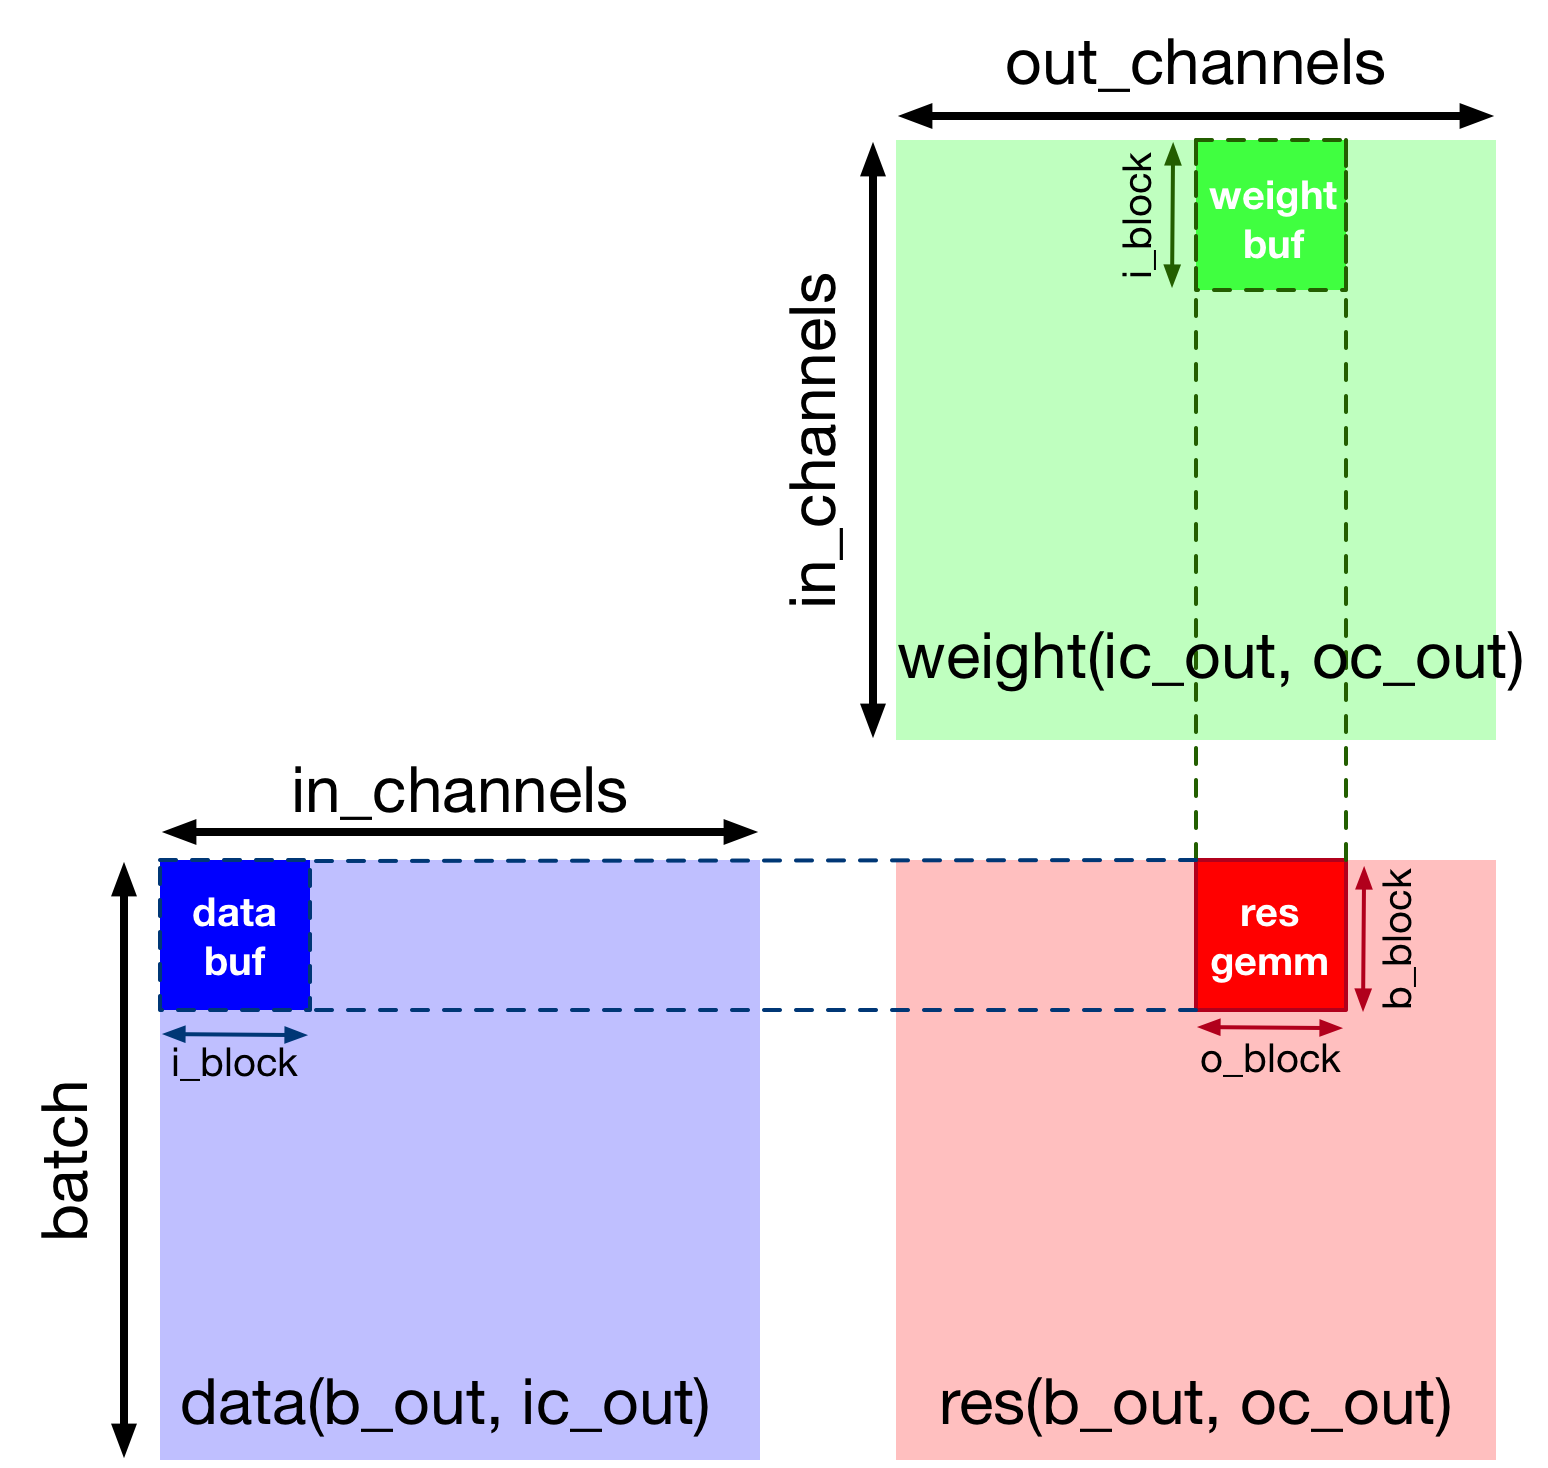 out_channels
in_channels
i_block
weight
buf
weight(ic_out, oc_out)
in_channels
batch
data
buf
i_block
res
gemm
b_block
o_block
data(b_out, ic_out)
res(b_out, oc_out)